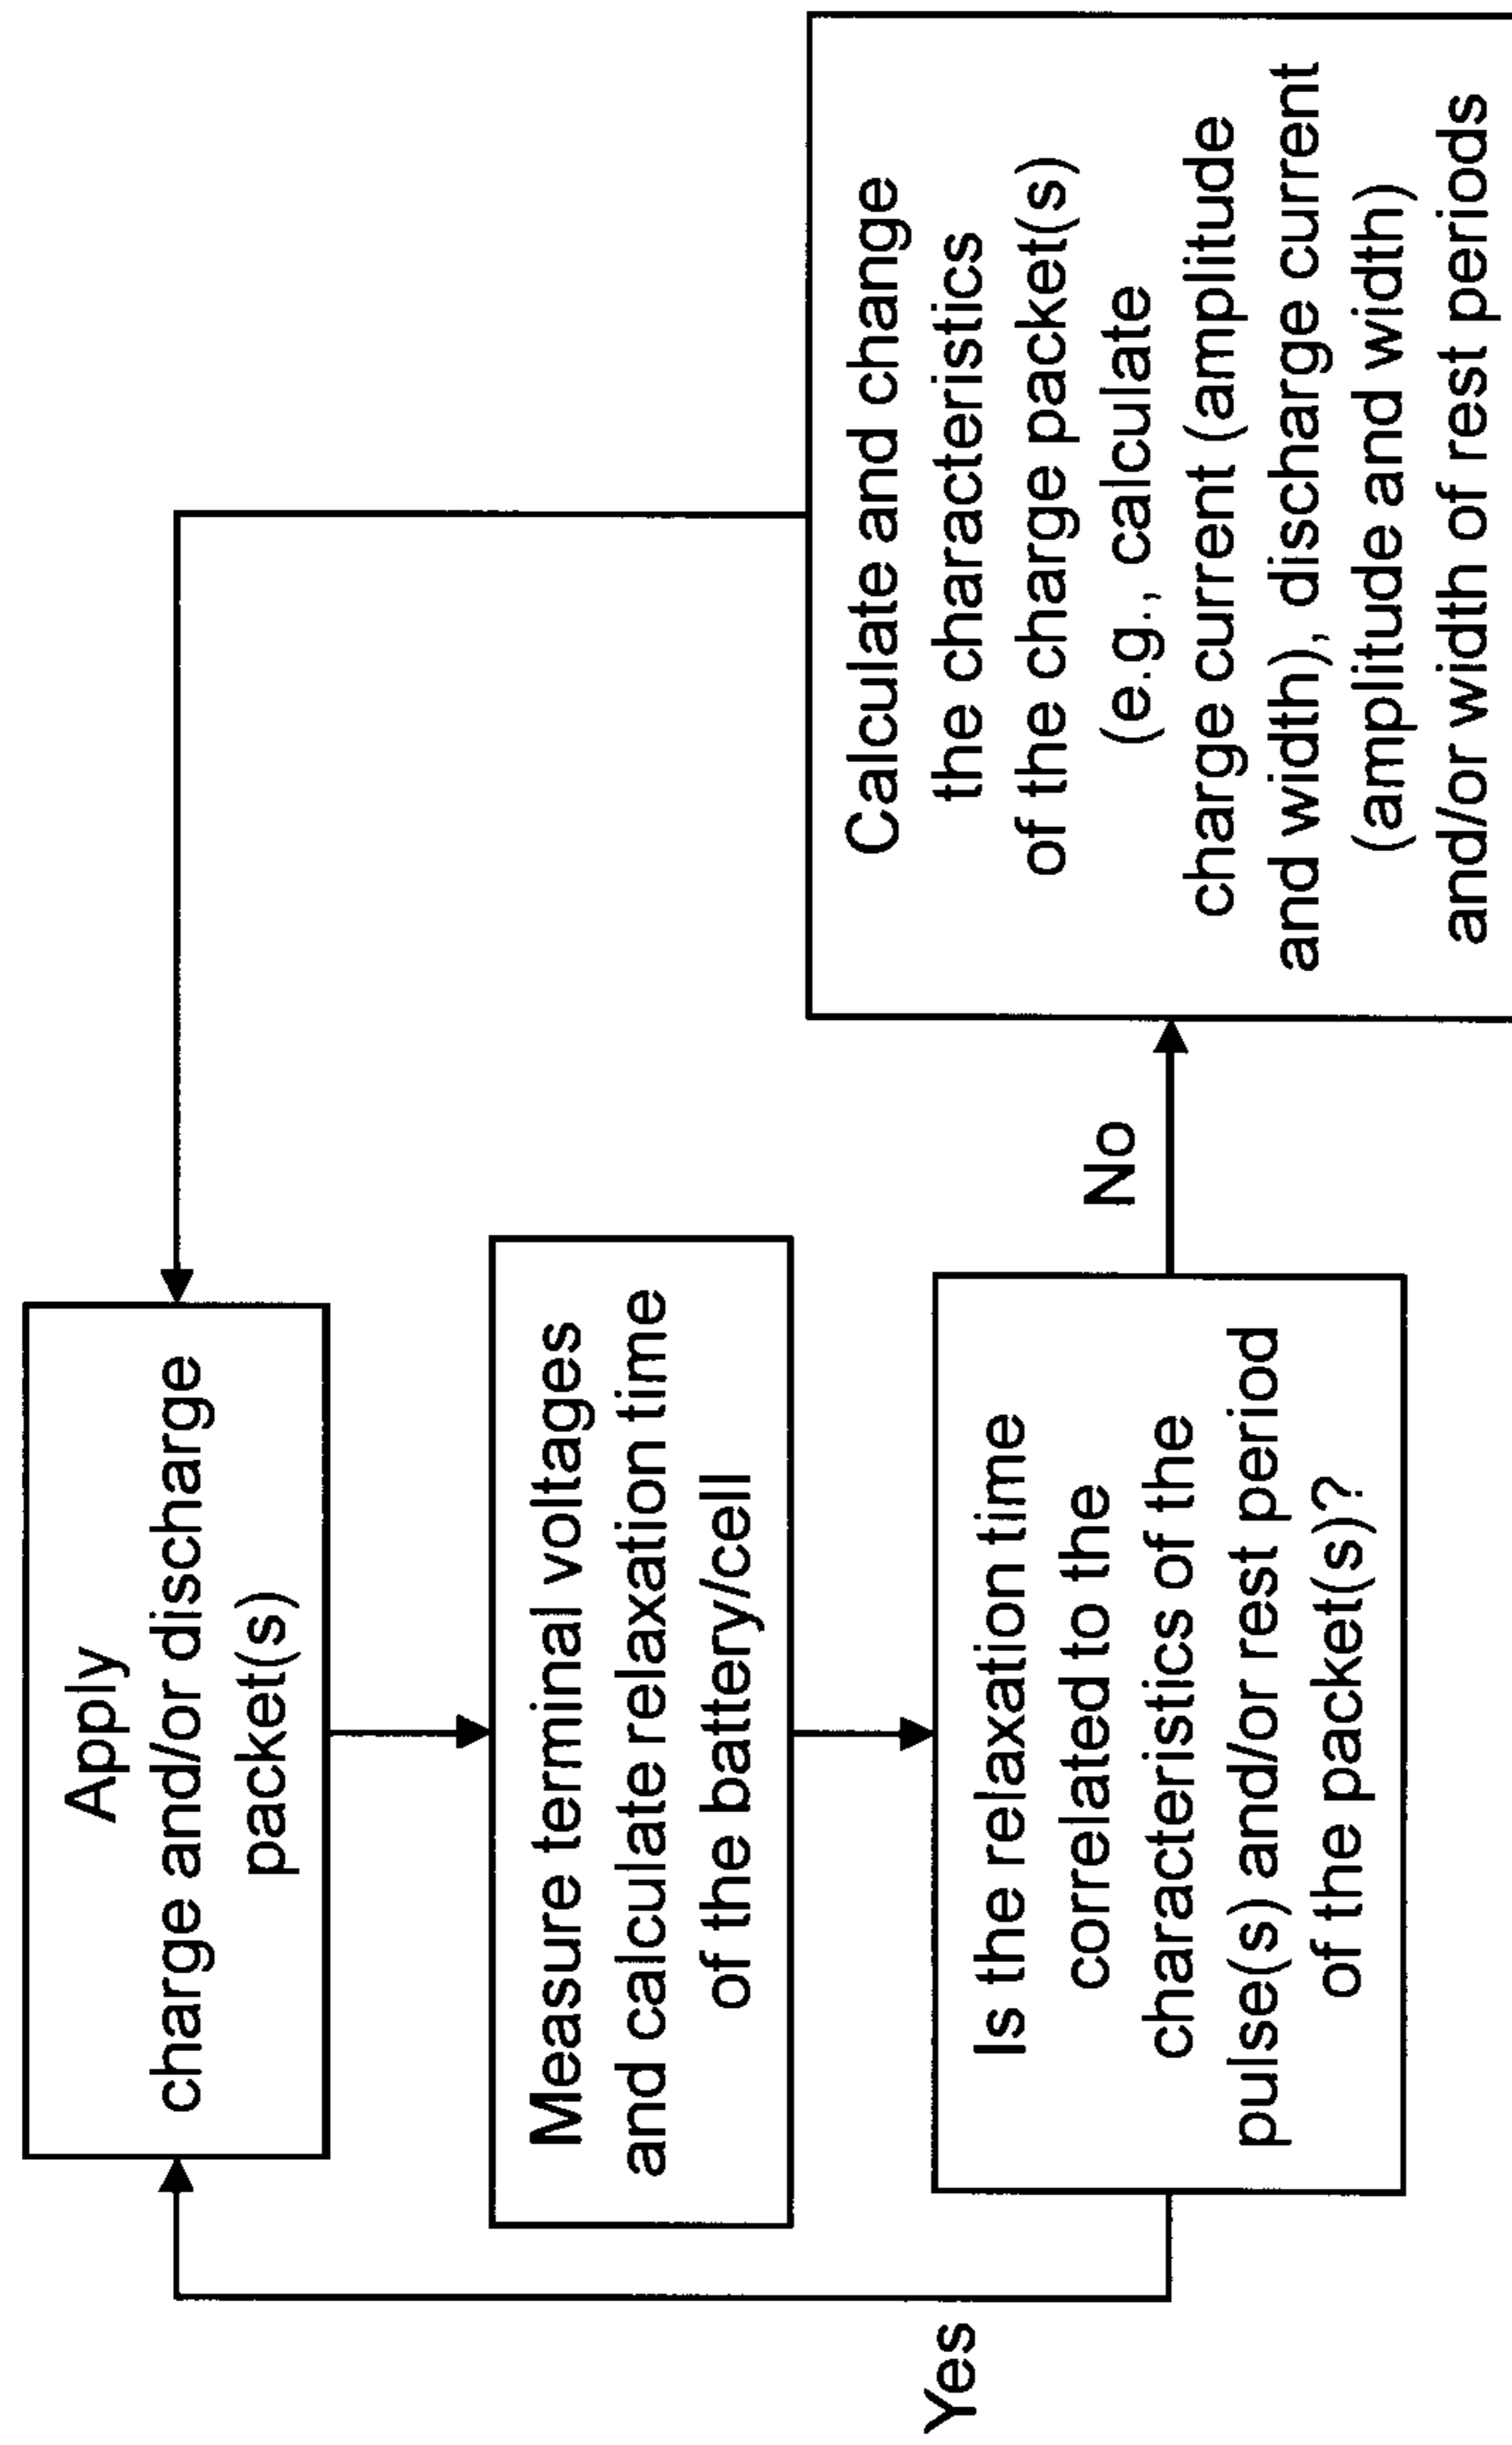 Apply
charge and/or discharge
packet(s)
Measure terminal voltages
and calculate relaxation time
of the battery/cell
Is the relaxation time
correlated to the
characteristics of the
pulse(s) and/or rest period
of the packet(s)?
Yes
No
Calculate and change
the characteristics
of the charge packet(s)
(e.g., calculate
charge current (amplitude
and width), discharge current
(amplitude and width)
and/or width of rest periods